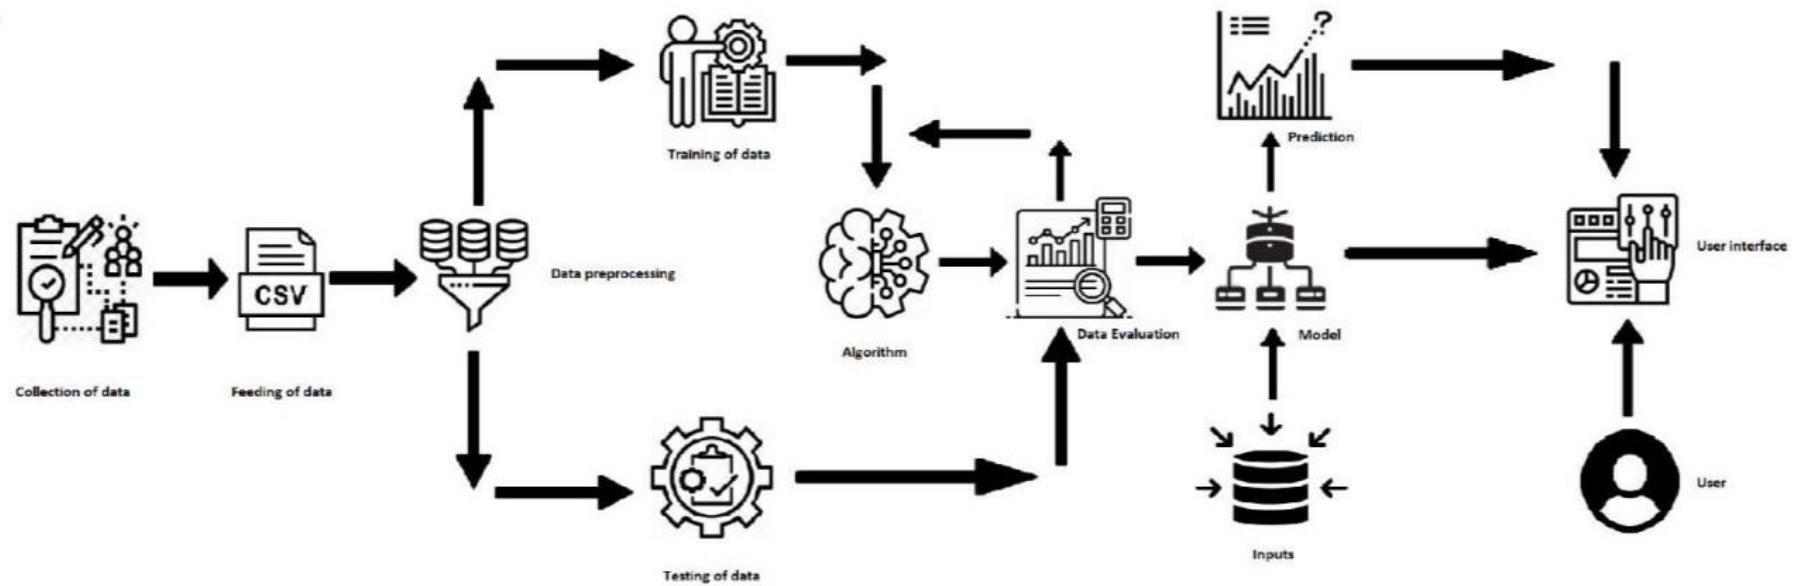 Training of data
Prediction
CSV
Data preprocessing
User interface
Collection of data
Feeding of data
Algorithm
Data Evaluation
Model
User
Inputs
Testing of data